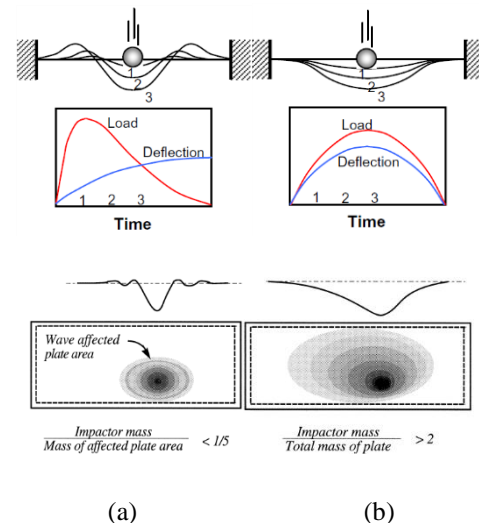 1
2
3
Load
Deflection
1 2 3
Time
1
2
3
Load
Deflection
1 2 3
Time
Wave affected
plate area
Impactor mass
Mass of affected plate area
< 1/5
Impactor mass
Total mass of plate
> 2
(a) (b)